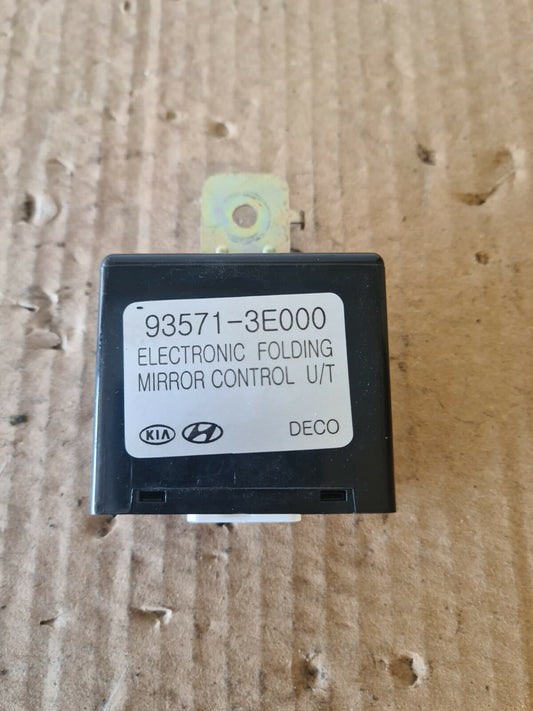 93571-3E000
ELECTRONIC FOLDING
MIRROR CONTROL U/T
KIA DECO